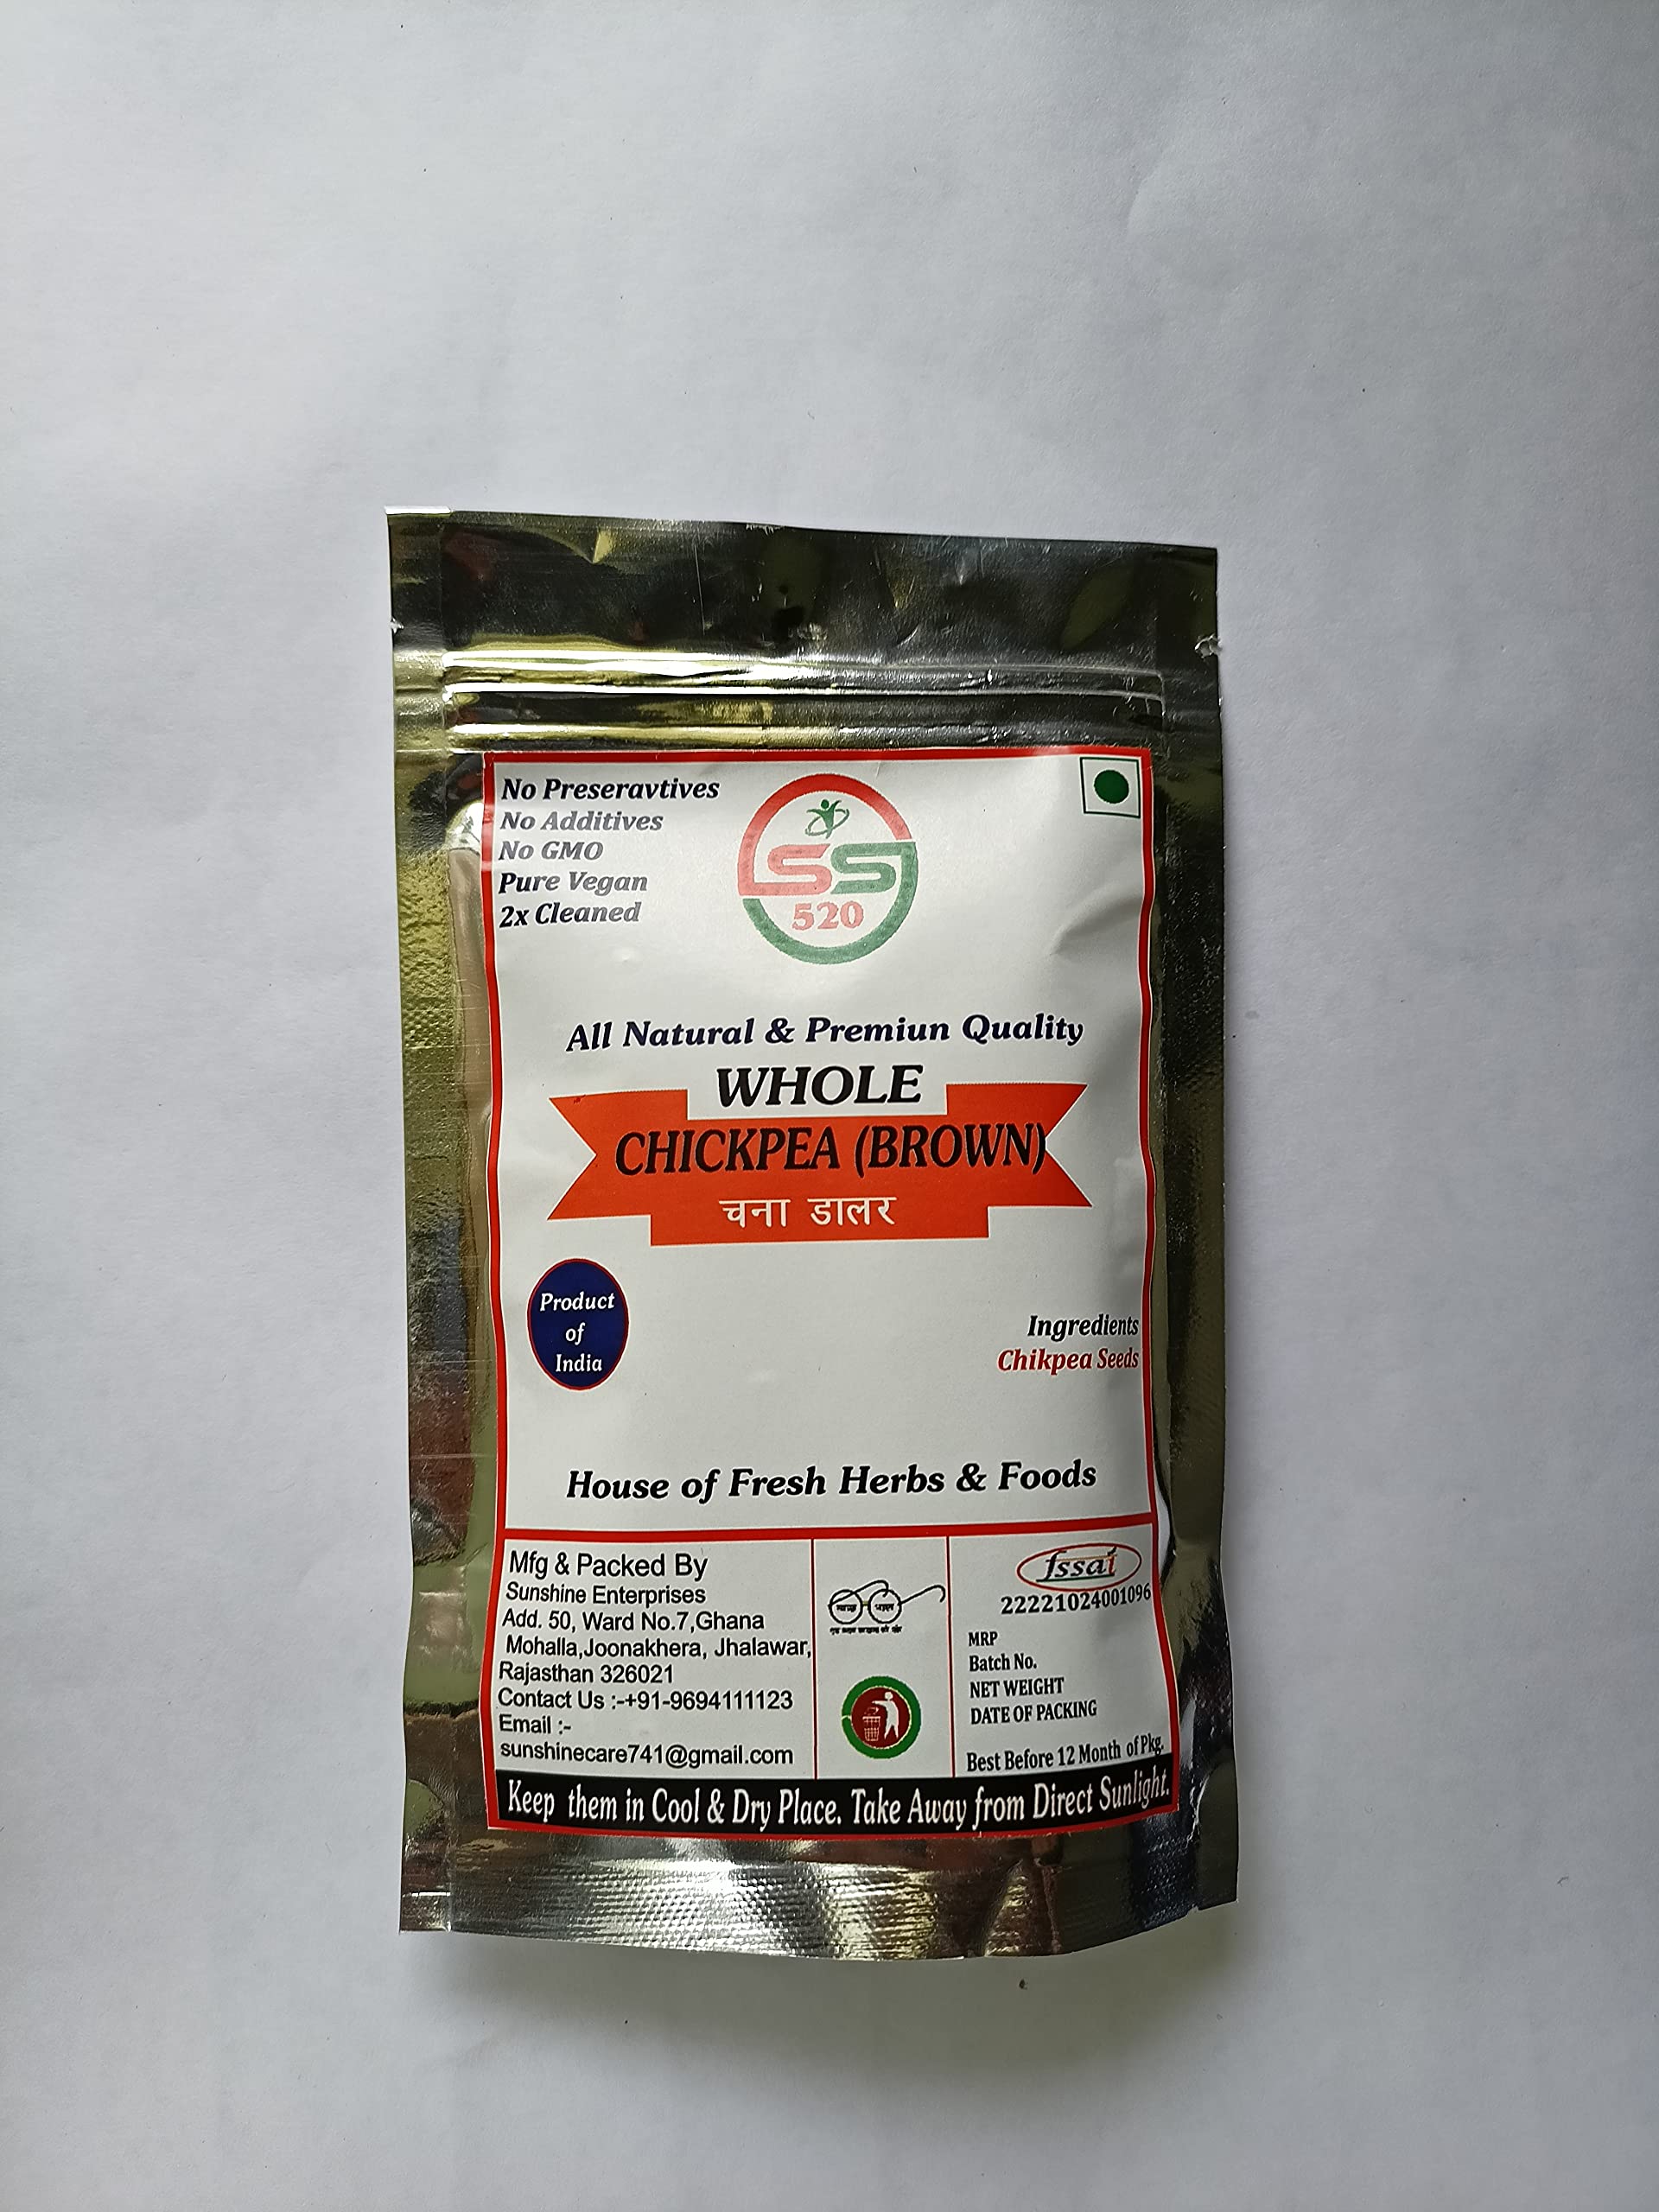 No Preseravtives
No Additives
No GMO
Pure Vegan
2x Cleaned
SS
520
All Natural & Premiun Quality
WHOLE
CHICKPEA (BROWN)
चना डालर
Product
of
India
Ingredients
Chikpea Seeds
House of Fresh Herbs & Foods
Mfg & Packed By
Sunshine Enterprises
Add. 50, Ward No.7,Ghana
Mohalla,Joonakhera, Jhalawar,
Rajasthan 326021
Contact Us :-+91-9694111123
Email :-
sunshinecare741@gmail.com
fssai
22221024001096
MRP
Batch No.
NET WEIGHT
DATE OF PACKING
Best Before 12 Month of Pkg.
Keep them in Cool & Dry Place. Take Away from Direct Sunlight.